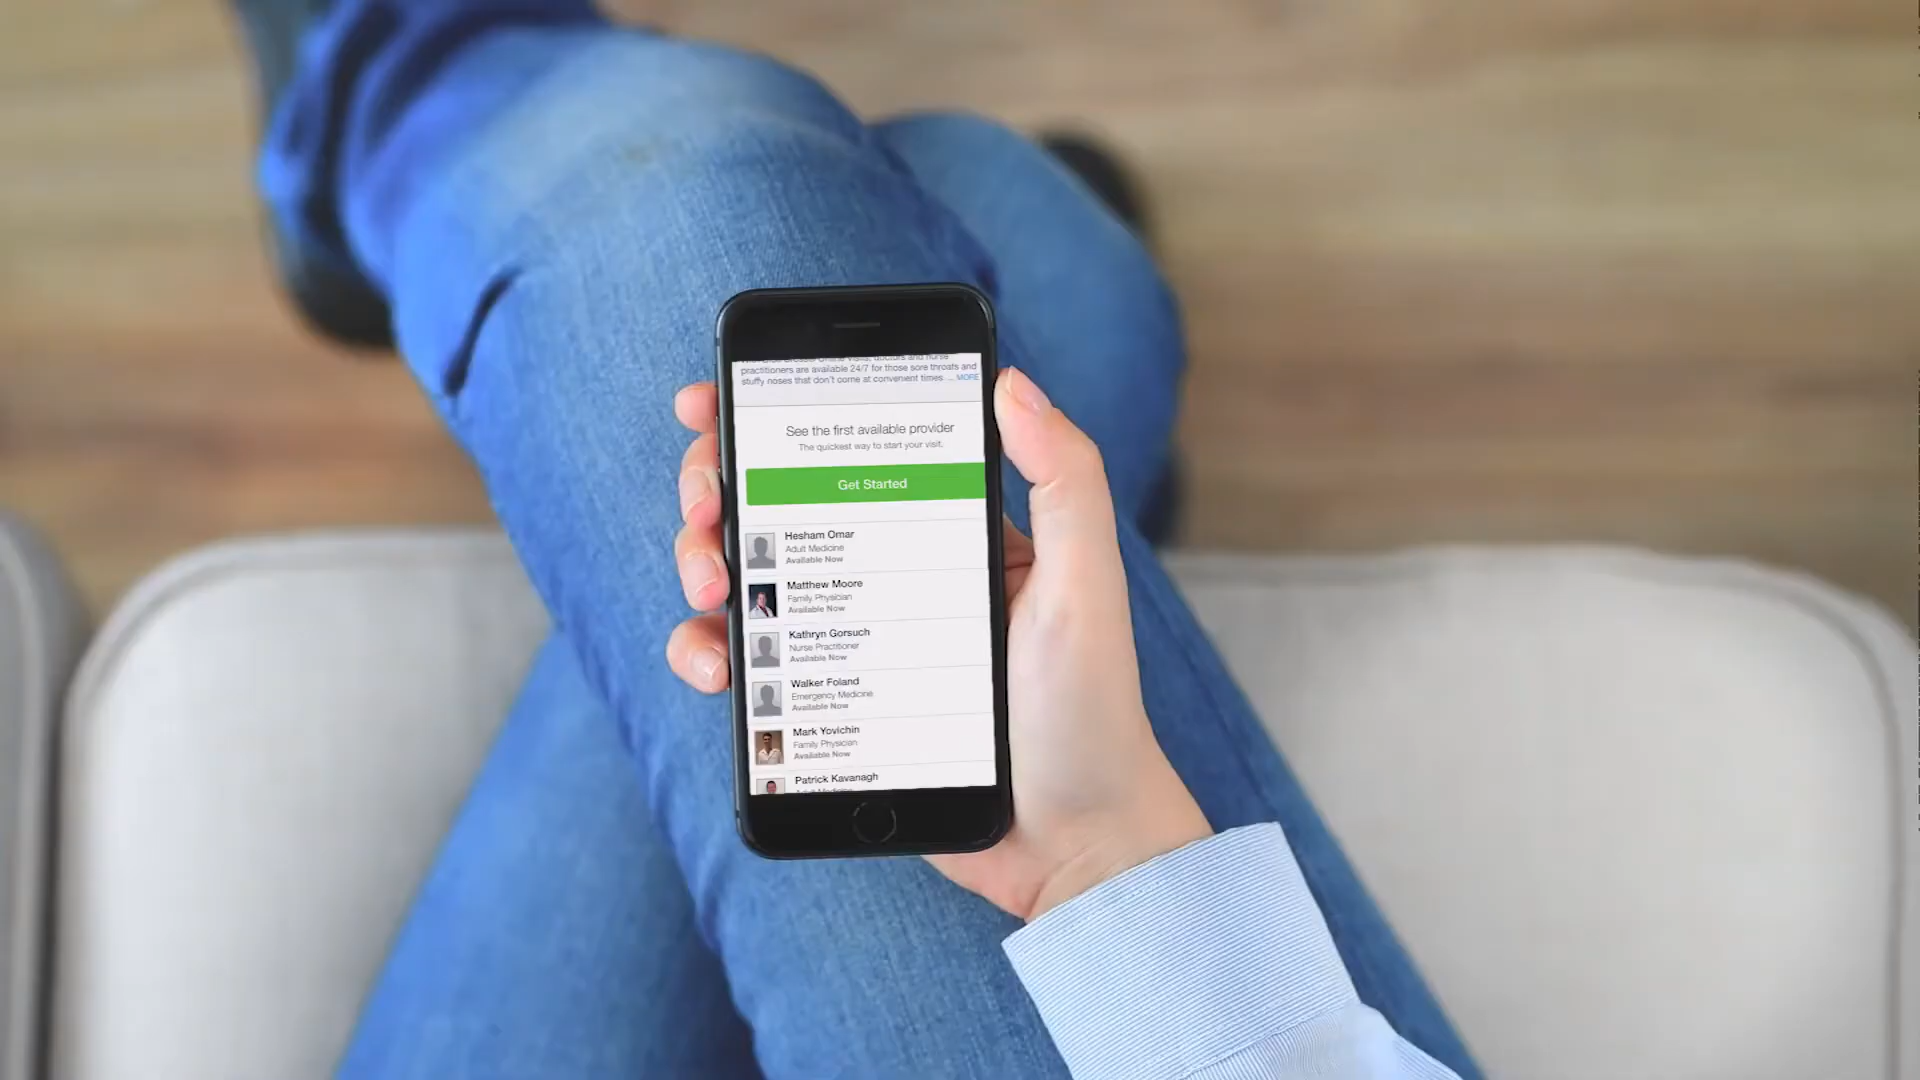 practitioners are available 24/7 for those sore throats and
stuffy noses that don't come at convenient times ... MORE
See the first available provider
The quickest way to start your visit.
Get Started
Hesham Omar
Adult Medicine
Available Now
Matthew Moore
Family Physician
Available Now
Kathryn Gorsuch
Nurse Practitioner
Available Now
Walker Foland
Emergency Medicine
Available Now
Mark Yovichin
Family Physician
Available Now
Patrick Kavanagh